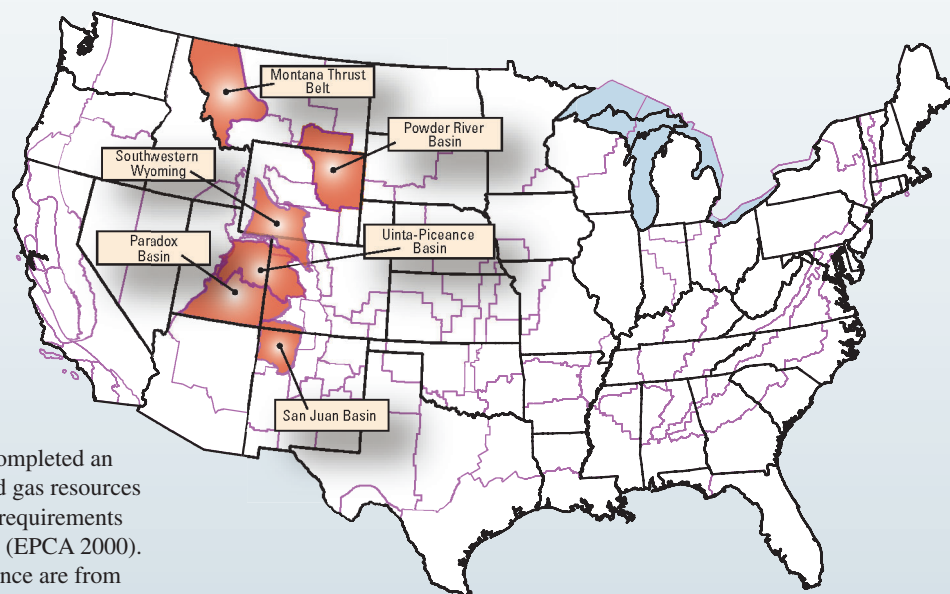 Montana Thrust
Belt
Powder River
Basin
Southwestern
Wyoming
Paradox
Basin
Uinta-Piceance
Basin
San Juan Basin
ompleted an
d gas resources
requirements
(EPCA 2000).
nce are from